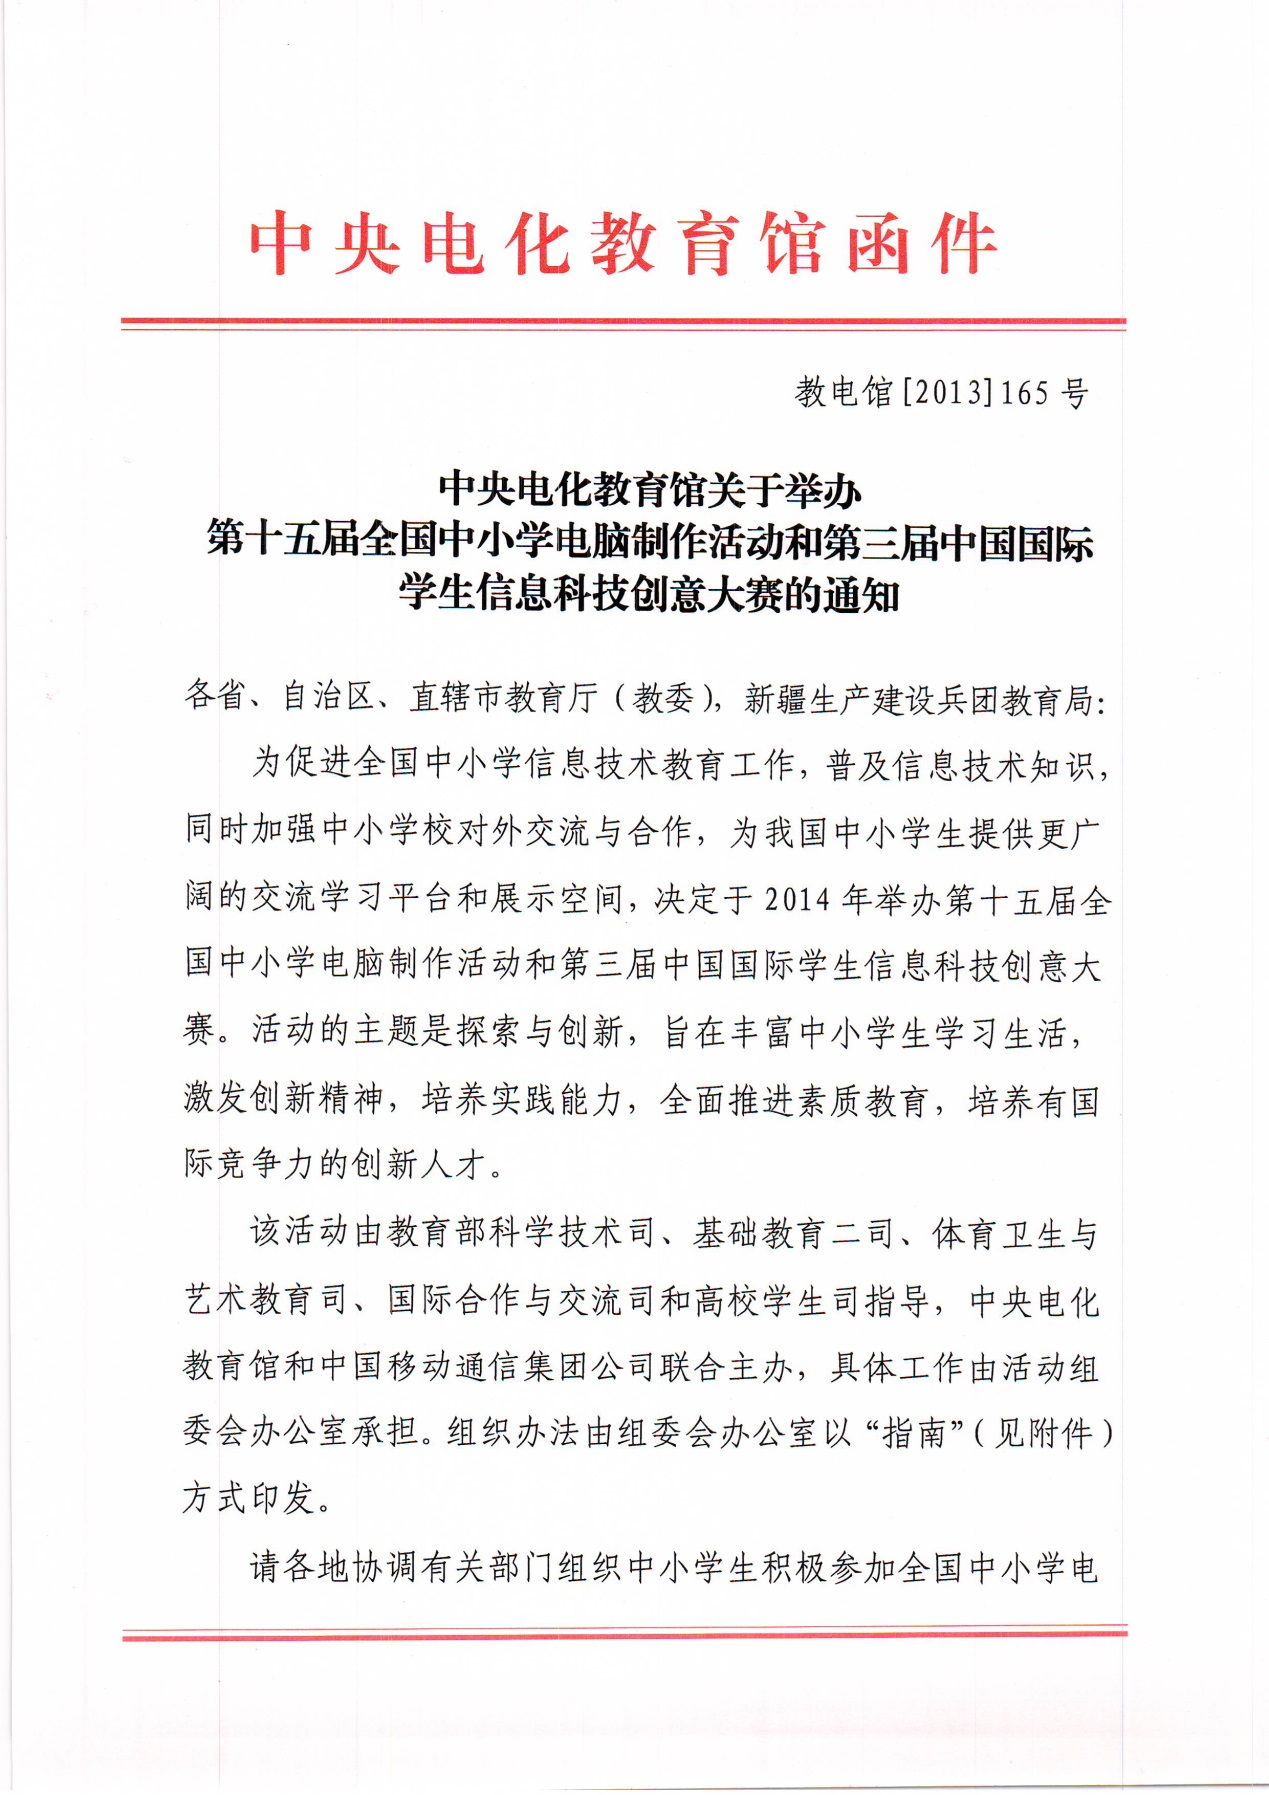 中央电化教育馆函件
教电馆[2013]165号
中央电化教育馆关于举办
第十五届全国中小学电脑制作活动和第三届中国国际
学生信息科技创意大赛的通知
各省、自治区、直辖市教育厅（教委），新疆生产建设兵团教育局：
为促进全国中小学信息技术教育工作，普及信息技术知识，
同时加强中小学校对外交流与合作，为我国中小学生提供更广
阔的交流学习平台和展示空间，决定于2014年举办第十五届全
国中小学电脑制作活动和第三届中国国际学生信息科技创意大
赛。活动的主题是探索与创新，旨在丰富中小学生学习生活，
激发创新精神，培养实践能力，全面推进素质教育，培养有国
际竞争力的创新人才。
该活动由教育部科学技术司、基础教育二司、体育卫生与
艺术教育司、国际合作与交流司和高校学生司指导，中央电化
教育馆和中国移动通信集团公司联合主办，具体工作由活动组
委会办公室承担。组织办法由组委会办公室以“指南”（见附件）
方式印发。
请各地协调有关部门组织中小学生积极参加全国中小学电